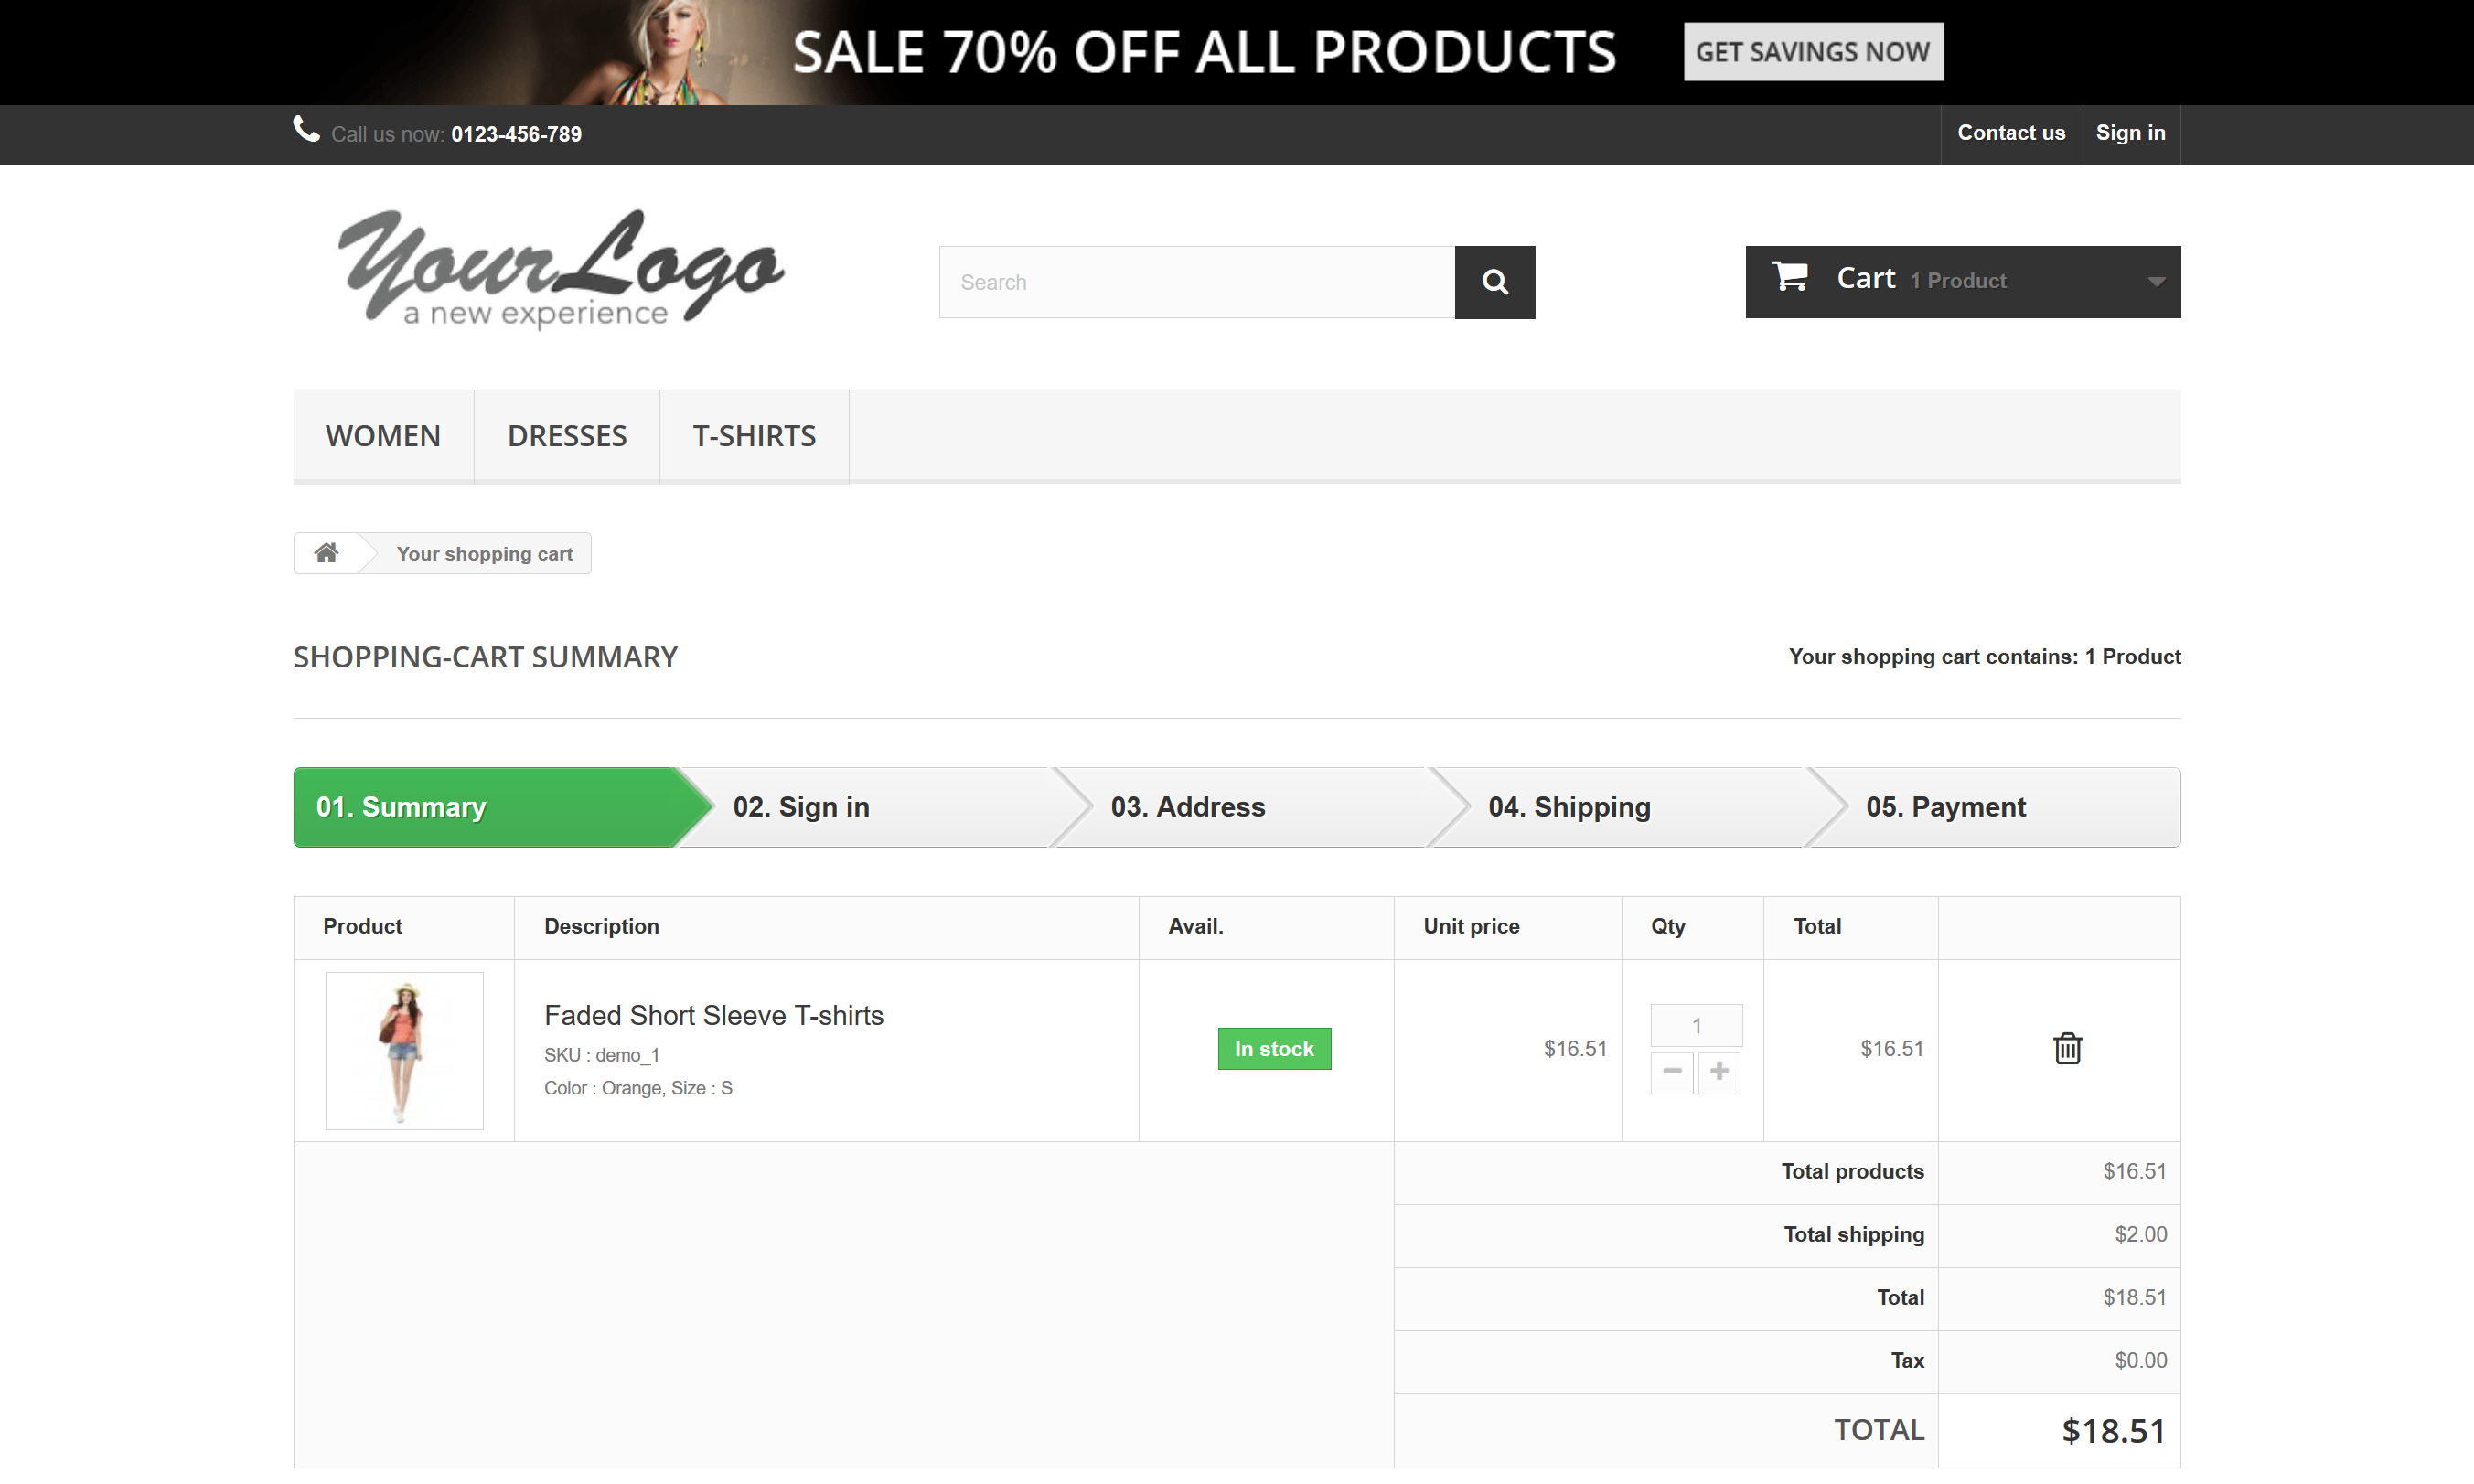 SALE 70% OFF ALL PRODUCTS GET SAVINGS NOW
Call us now: 0123-456-789 Contact us Sign in
Your Logo
a new experience
Search
Cart 1 Product
WOMEN DRESSES T-SHIRTS
Your shopping cart
SHOPPING-CART SUMMARY Your shopping cart contains: 1 Product
01. Summary 02. Sign in 03. Address 04. Shipping 05. Payment
Product Description Avail. Unit price Qty Total
Faded Short Sleeve T-shirts
SKU : demo_1
Color : Orange, Size : S
In stock $16.51 1 $16.51
Total products $16.51
Total shipping $2.00
Total $18.51
Tax $0.00
TOTAL $18.51